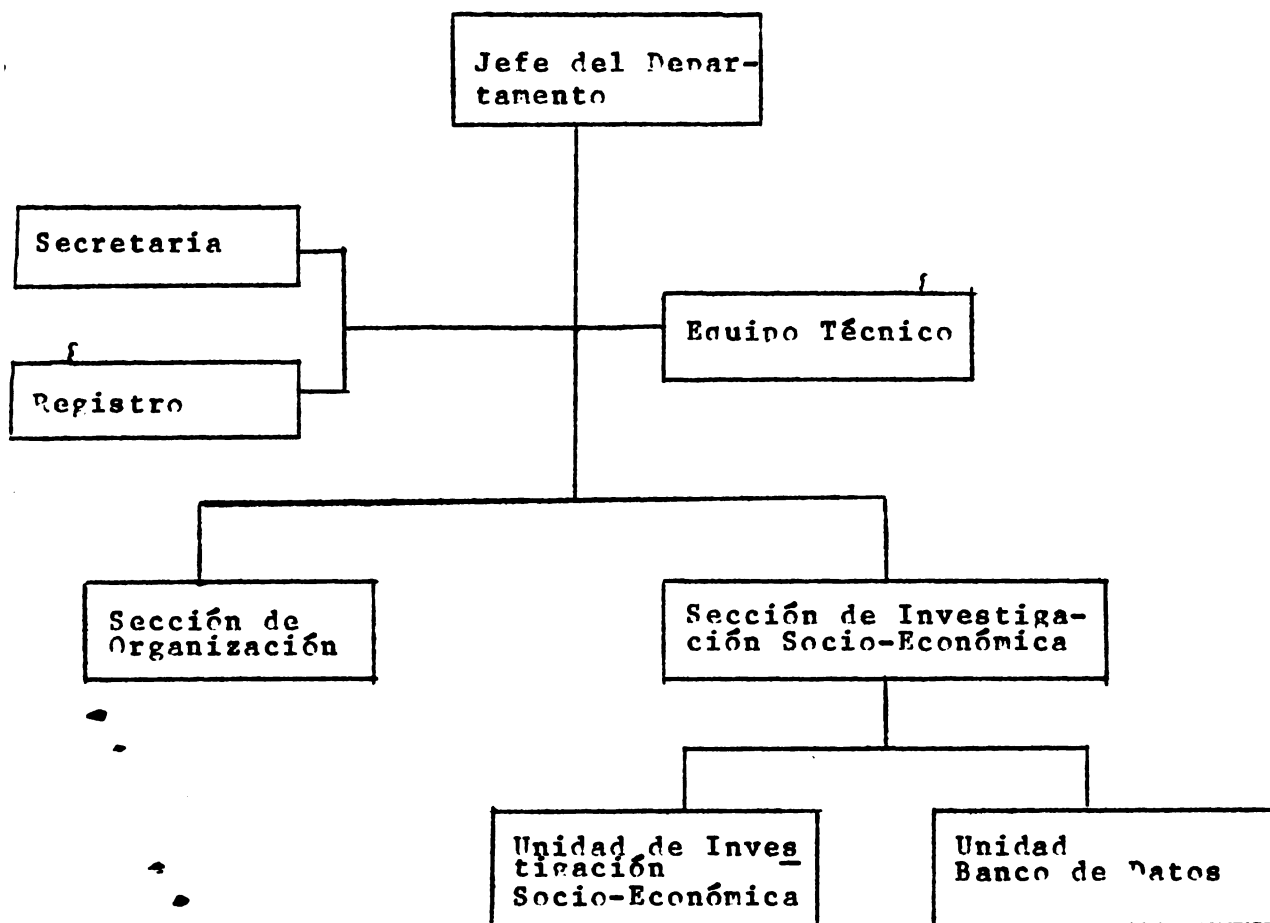 Jefe del Depar-
tamento
Secretaria
Equipo Técnico
Registro
Sección de
Organización
Sección de Investiga-
ción Socio-Económica
Unidad de Inves
tigación
Socio-Económica
Unidad
Banco de Datos